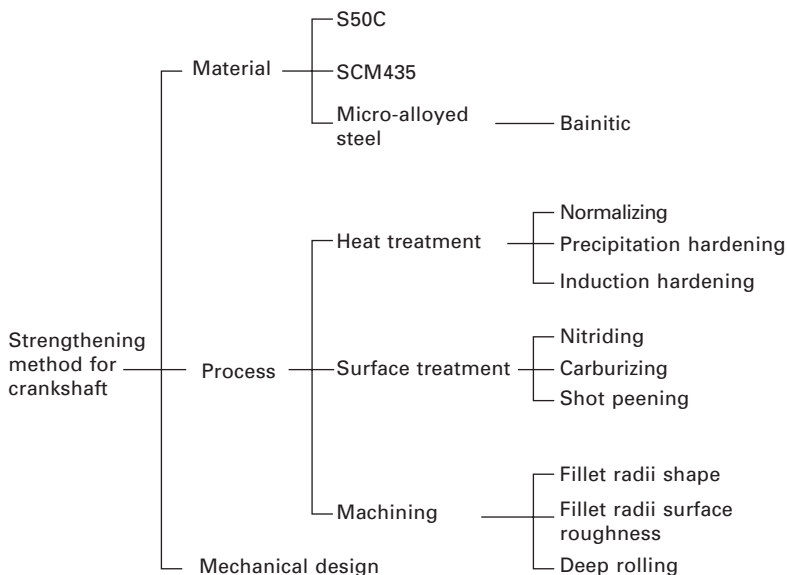 S50C
Material
SCM435
Micro-alloyed
steel
Bainitic
Normalizing
Heat treatment
Precipitation hardening
Induction hardening
Strengthening
method for
crankshaft
Process
Nitriding
Surface treatment
Carburizing
Shot peening
Fillet radii shape
Machining
Fillet radii surface
roughness
Deep rolling
Mechanical design